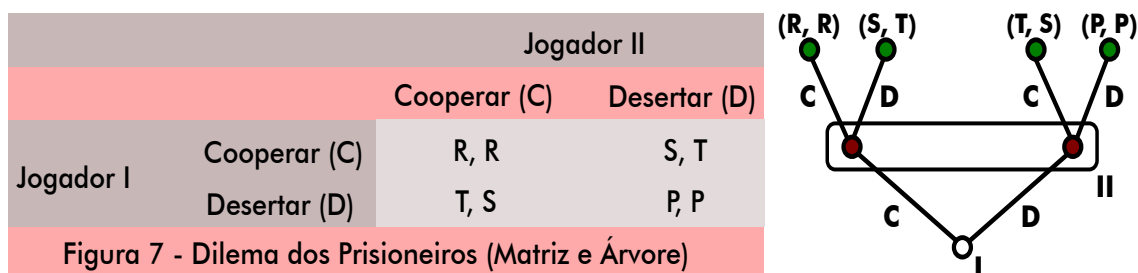 Jogador II
Cooperar (C) Desertar (D)
Jogador I
Cooperar (C) R, R S, T
Desertar (D) T, S P, P
Figura 7 - Dilema dos Prisioneiros (Matriz e Árvore)
(R, R) (S, T) (T, S) (P, P)
C D C D
II
C D
I